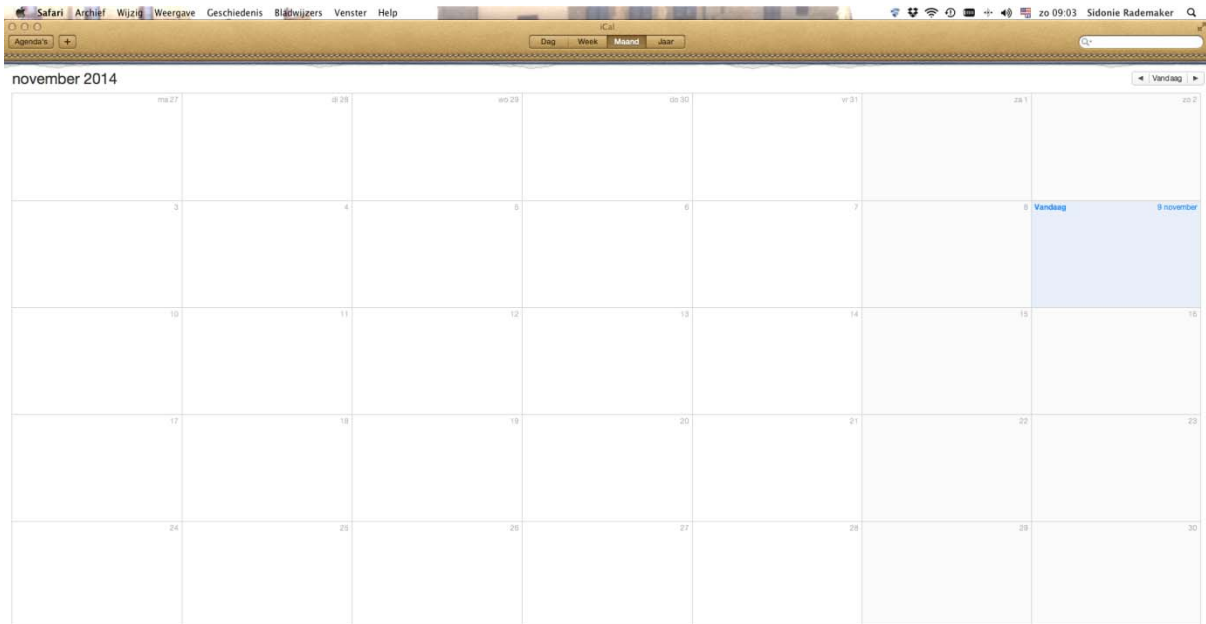 Safari Archief Wijzig Weergave Geschiedenis Bladwijzers Venster Help zo 09:03 Sidonie Rademaker
iCal
Agenda's + Dag Week Maand Jaar
november 2014 Vandaag
ma 27 di 28 wo 29 do 30 vr 31 za 1 zo 2
3 4 5 6 7 8 Vandaag 9 november
10 11 12 13 14 15 16
17 18 19 20 21 22 23
24 25 26 27 28 29 30